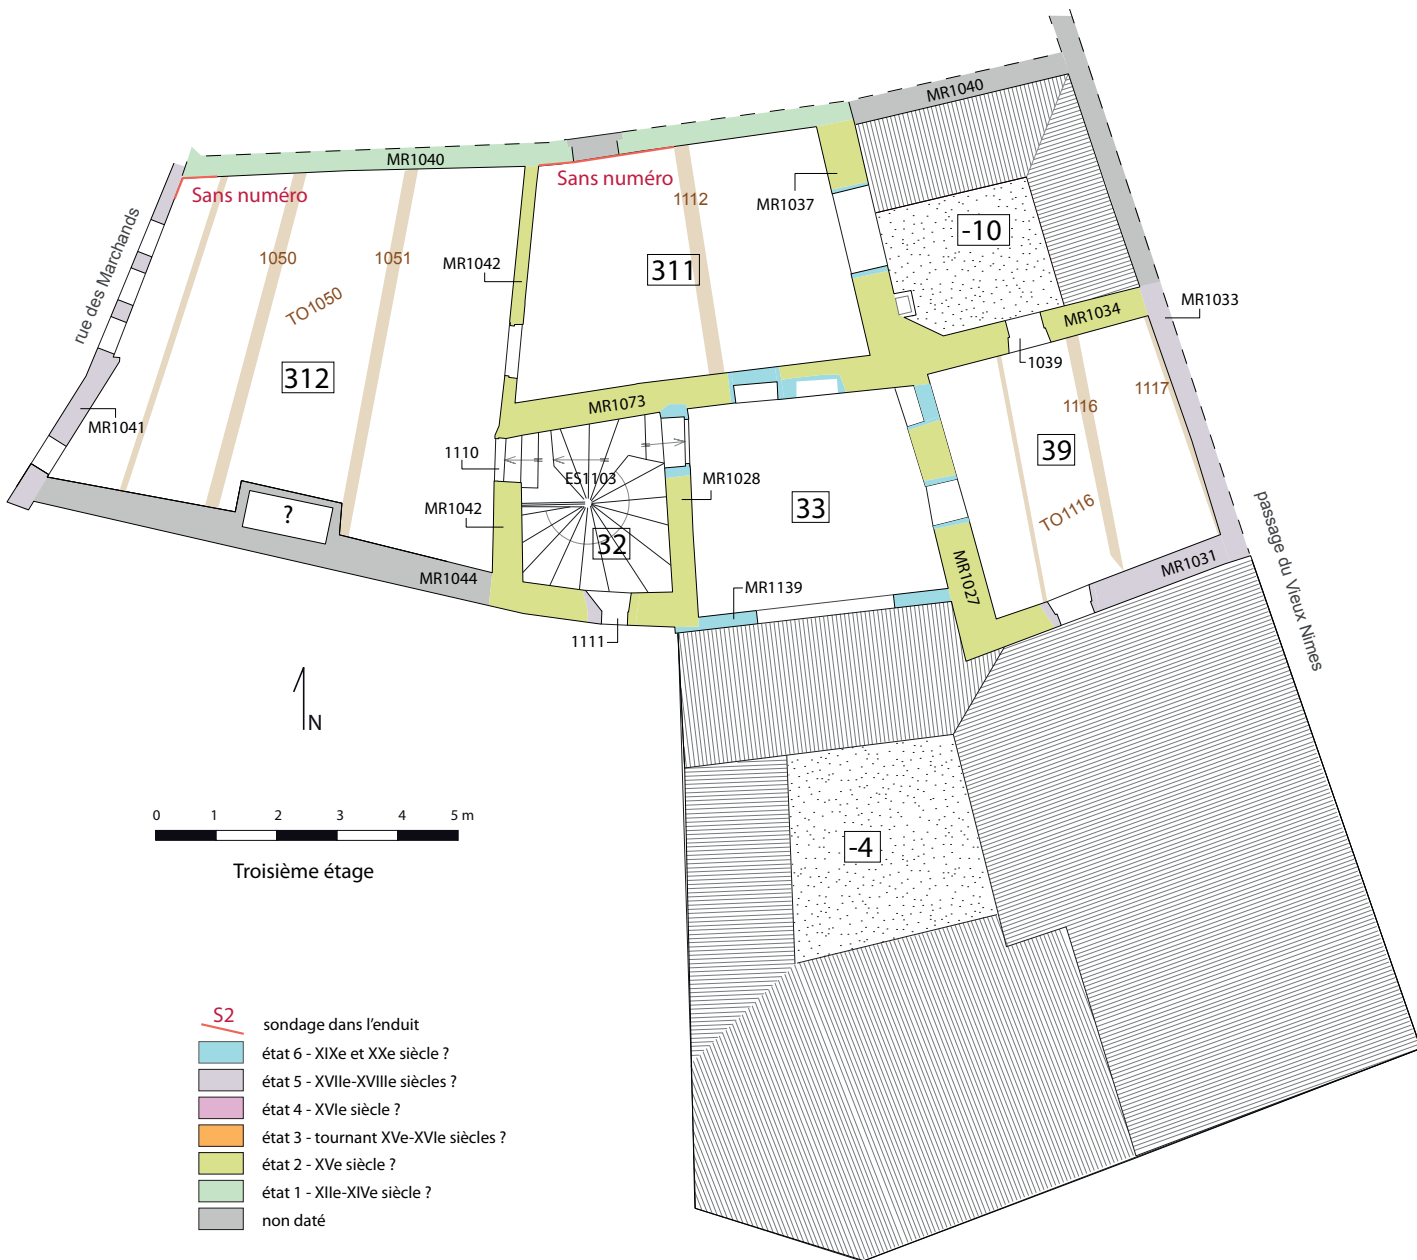 MR1040
MR1040
Sans numéro
Sans numéro
1112
MR1037
-10
rue des Marchands
1050
1051
MR1042
311
MR1033
TO1050
MR1034
1039
312
1117
MR1073
1116
MR1041
39
1110
ES1103
MR1028
?
MR1042
33
TO1116
32
passage du Vieux Nimes
MR1044
MR1139
MR1027
MR1031
1111
N
0 1 2 3 4 5 m
Troisième étage
-4
S2
sondage dans l'enduit
état 6 - XIXe et XXe siècle ?
état 5 - XVIIe-XVIIIe siècles ?
état 4 - XVIe siècle ?
état 3 - tournant XVe-XVIe siècles ?
état 2 - XVe siècle ?
état 1 - XIIe-XIVe siècle ?
non daté